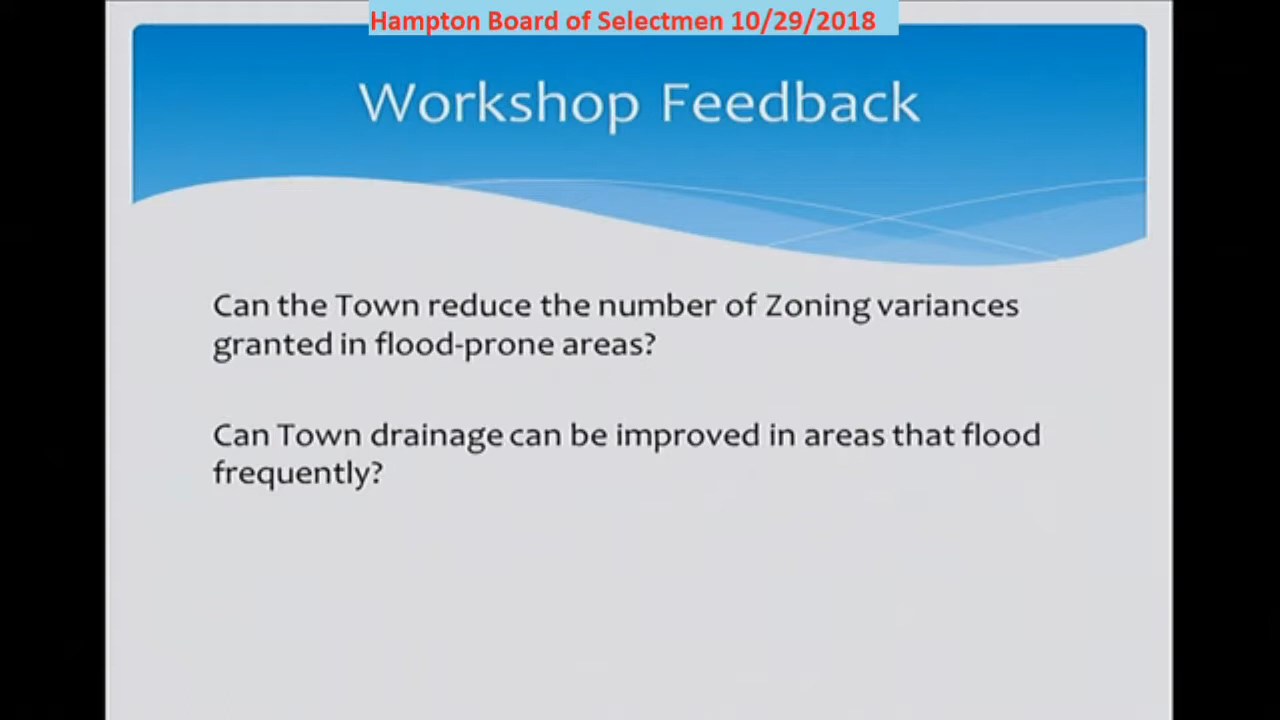 Hampton Board of Selectmen 10/29/2018
Workshop Feedback
Can the Town reduce the number of Zoning variances
granted in flood-prone areas?
Can Town drainage can be improved in areas that flood
frequently?